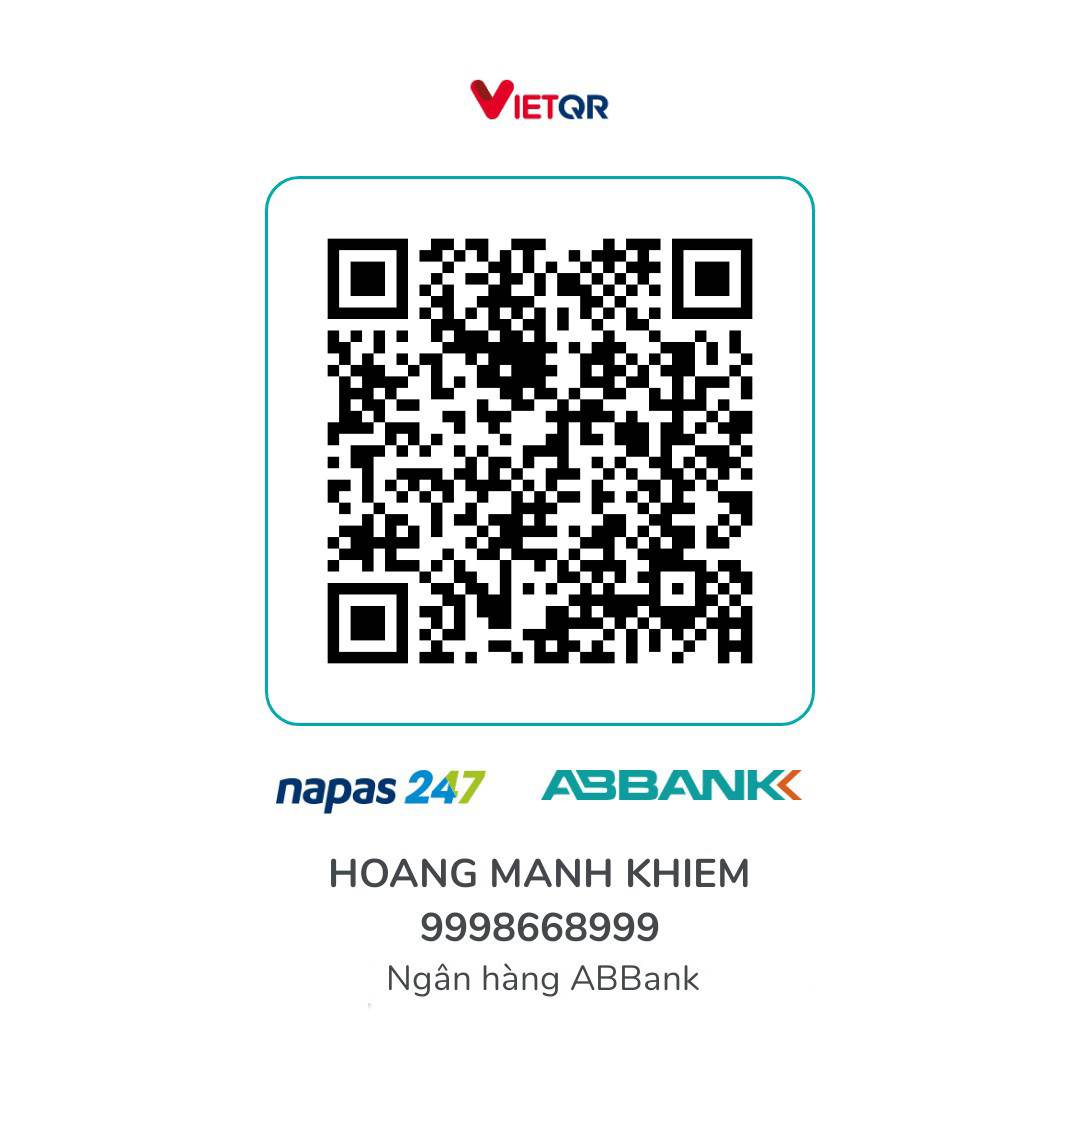 VIETQR
napas 247 ABBANK
HOANG MANH KHIEM
9998668999
Ngân hàng ABBank